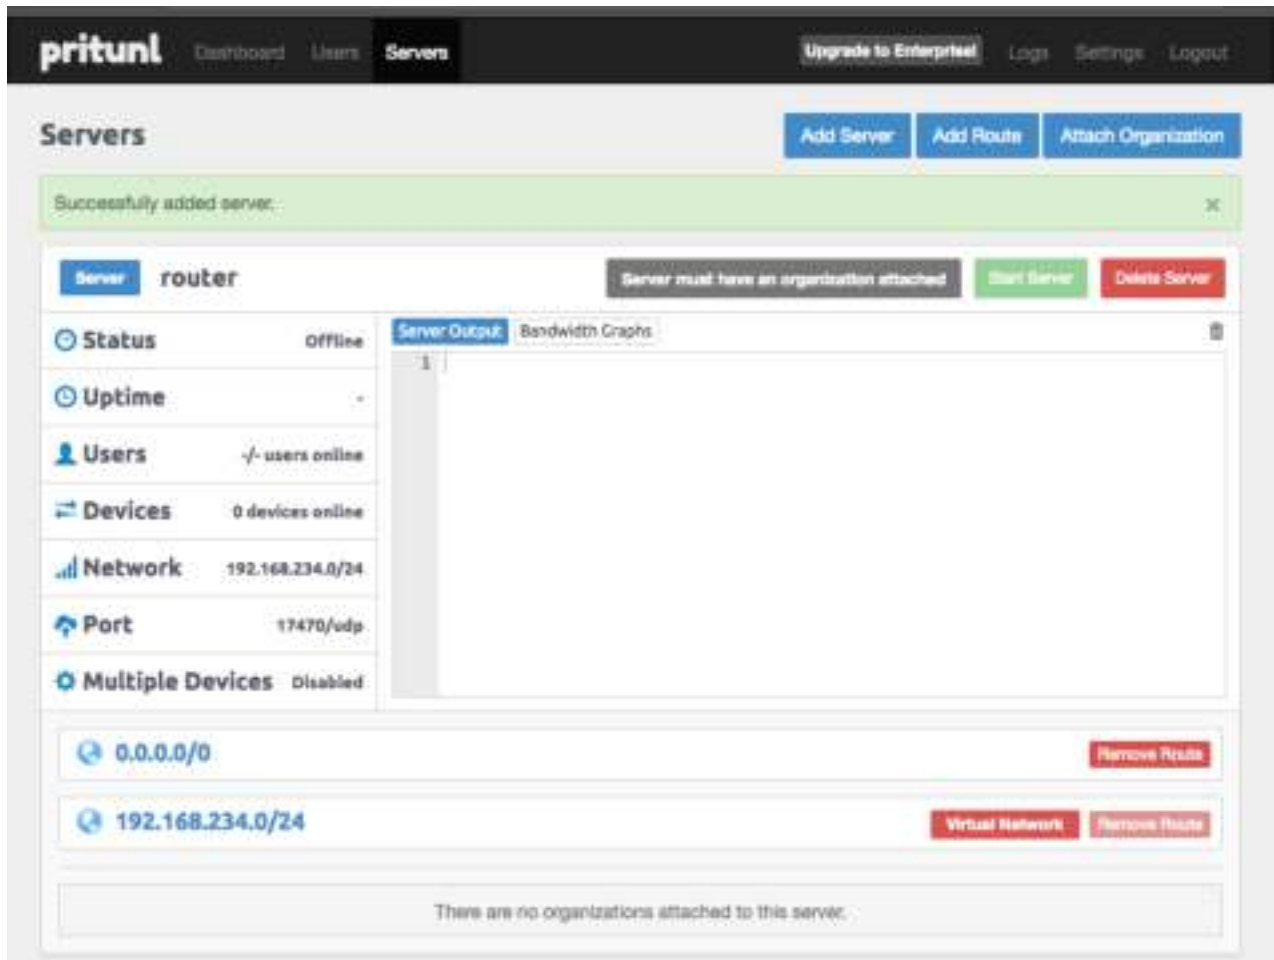 pritunl Dashboard Users Servers Upgrade to Enterprise! Logs Settings Logout
Servers Add Server Add Route Attach Organization
Successfully added server. ×
Server router Server must have an organization attached Start Server Delete Server
Status Offline
Server Output Bandwidth Graphs
1
Uptime -
Users -/- users online
Devices 0 devices online
Network 192.168.234.0/24
Port 17470/udp
Multiple Devices Disabled
0.0.0.0/0 Remove Route
192.168.234.0/24 Virtual Network Remove Route
There are no organizations attached to this server.